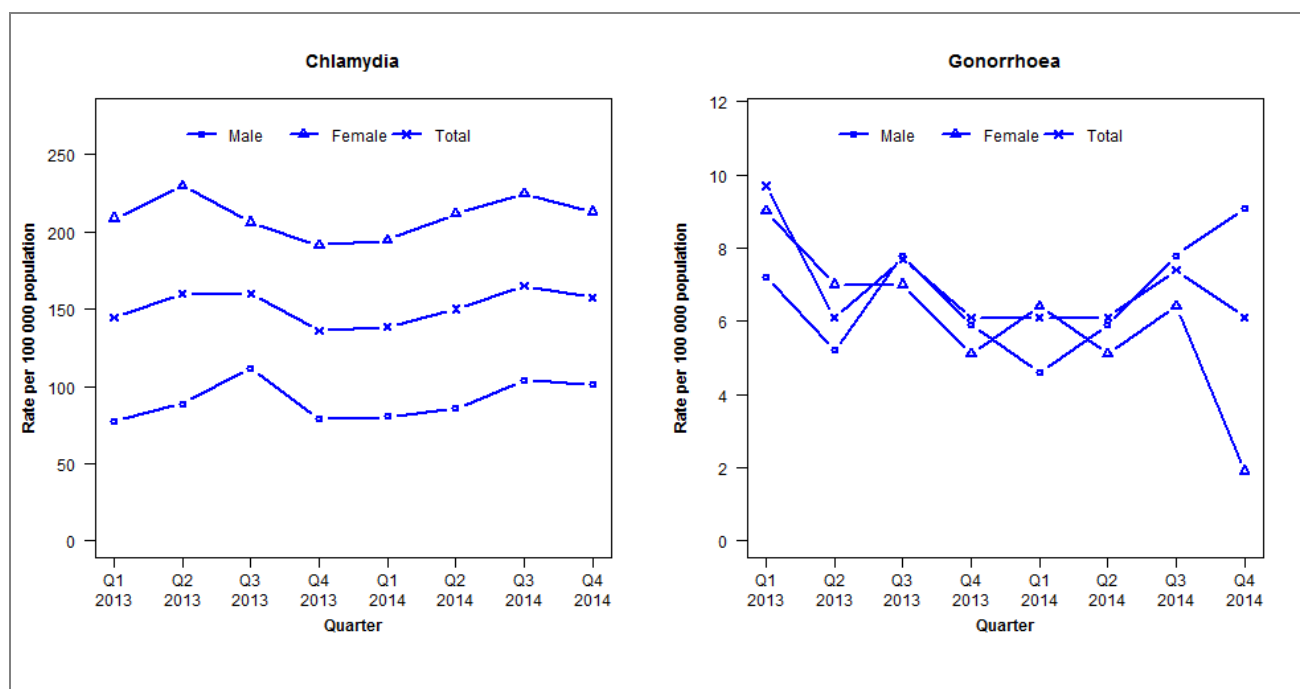 Chlamydia
Male Female Total
250
200
150
100
50
0
Rate per 100 000 population
Q1 Q2 Q3 Q4 Q1 Q2 Q3 Q4
2013 2013 2013 2013 2014 2014 2014 2014
Quarter
Gonorrhoea
Male Female Total
12
10
8
6
4
2
0
Rate per 100 000 population
Q1 Q2 Q3 Q4 Q1 Q2 Q3 Q4
2013 2013 2013 2013 2014 2014 2014 2014
Quarter